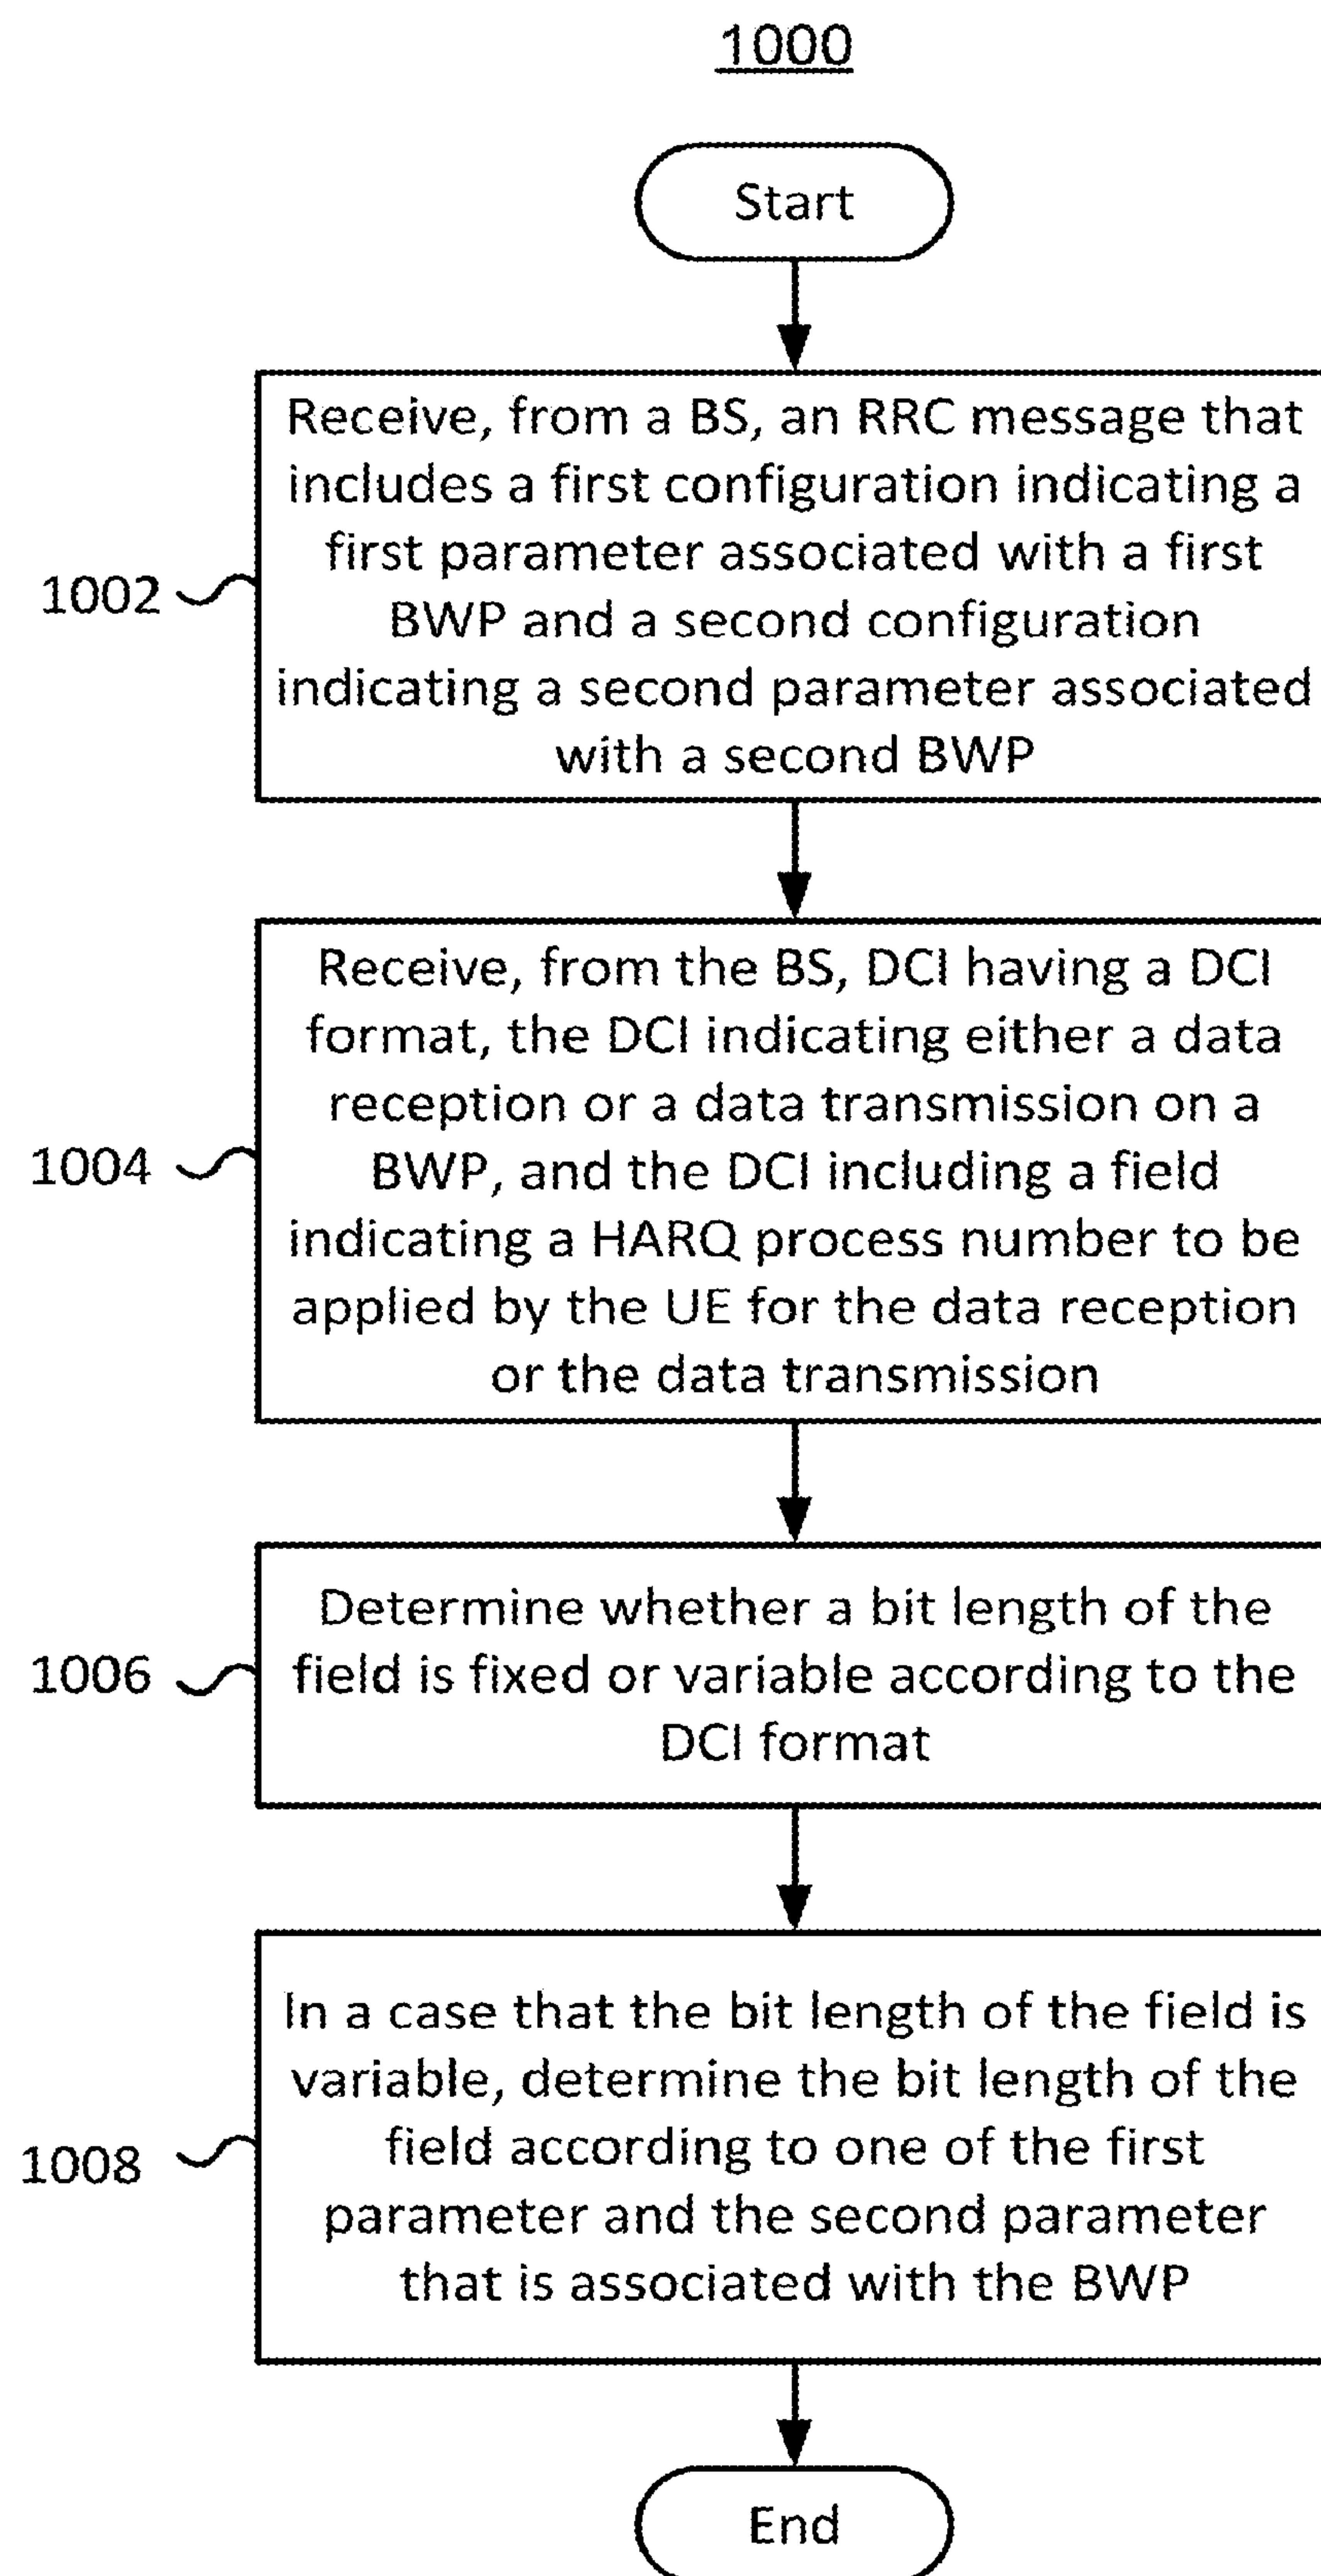 1000
Start
Receive, from a BS, an RRC message that
includes a first configuration indicating a
first parameter associated with a first
BWP and a second configuration
indicating a second parameter associated
with a second BWP
1002
Receive, from the BS, DCI having a DCI
format, the DCI indicating either a data
reception or a data transmission on a
BWP, and the DCI including a field
indicating a HARQ process number to be
applied by the UE for the data reception
or the data transmission
1004
Determine whether a bit length of the
field is fixed or variable according to the
DCI format
1006
In a case that the bit length of the field is
variable, determine the bit length of the
field according to one of the first
parameter and the second parameter
that is associated with the BWP
1008
End